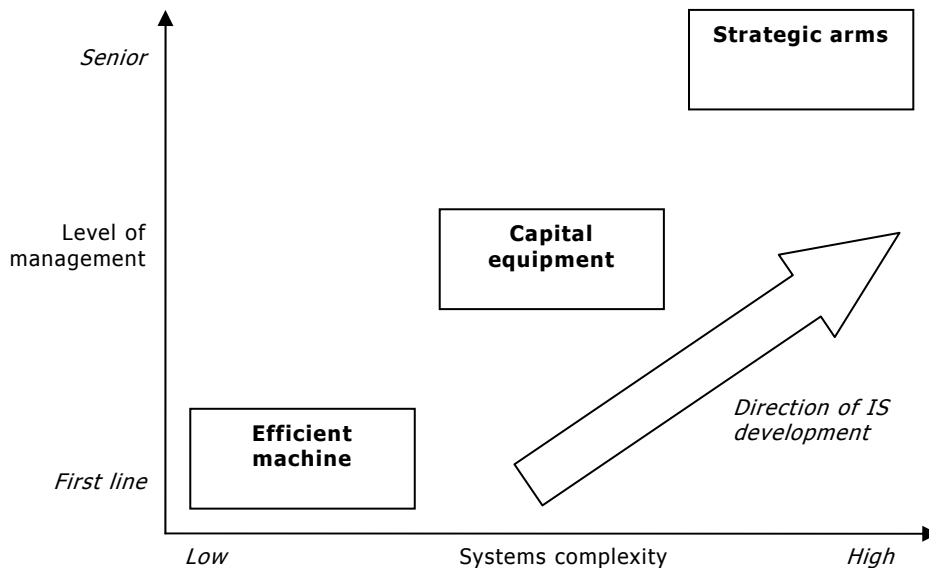 Strategic arms
Senior
Level of
management
Capital
equipment
Direction of IS
development
Efficient
machine
First line
Low
Systems complexity
High